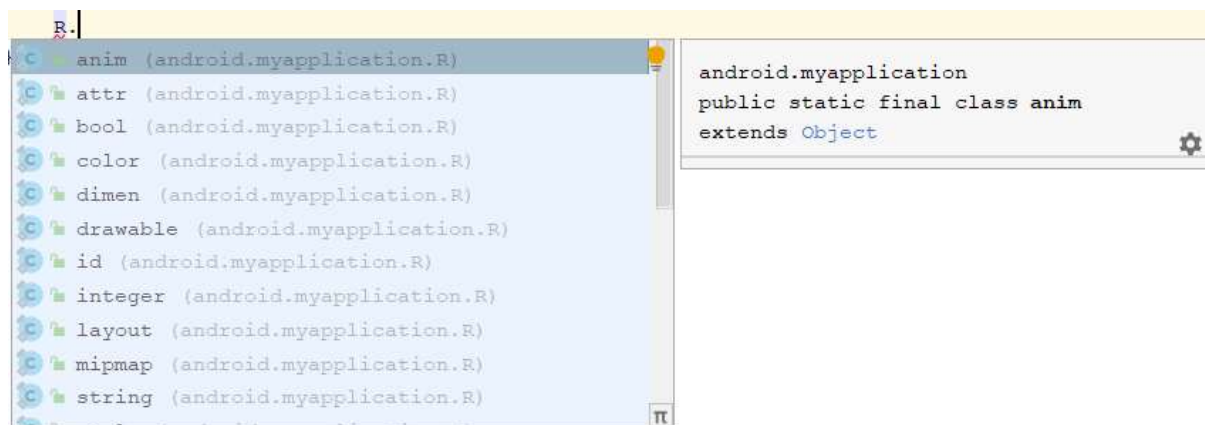 R.
anim (android.myapplication.R)
attr (android.myapplication.R)
bool (android.myapplication.R)
color (android.myapplication.R)
dimen (android.myapplication.R)
drawable (android.myapplication.R)
id (android.myapplication.R)
integer (android.myapplication.R)
layout (android.myapplication.R)
mipmap (android.myapplication.R)
string (android.myapplication.R)
π
android.myapplication
public static final class anim
extends Object